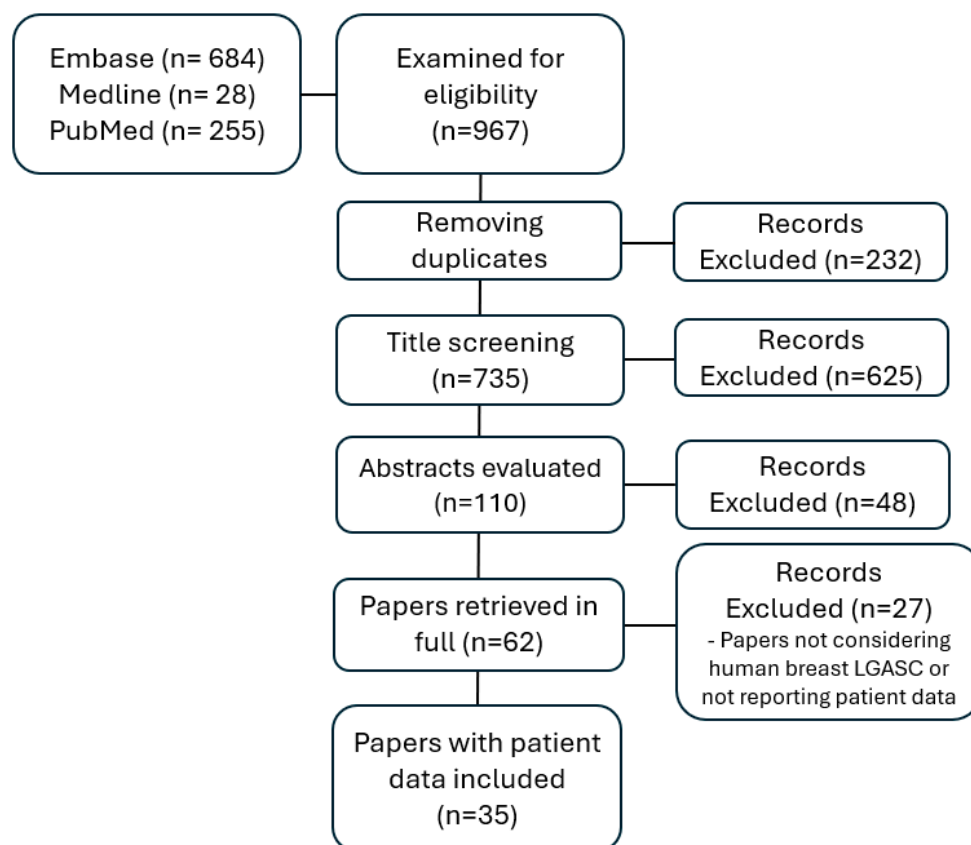 Embase (n= 684)
Medline (n= 28)
PubMed (n= 255)
Examined for
eligibility
(n=967)
Removing
duplicates
Records
Excluded (n=232)
Title screening
(n=735)
Records
Excluded (n=625)
Abstracts evaluated
(n=110)
Records
Excluded (n=48)
Papers retrieved in
full (n=62)
Records
Excluded (n=27)
- Papers not considering
human breast LGASC or
not reporting patient data
Papers with patient
data included
(n=35)